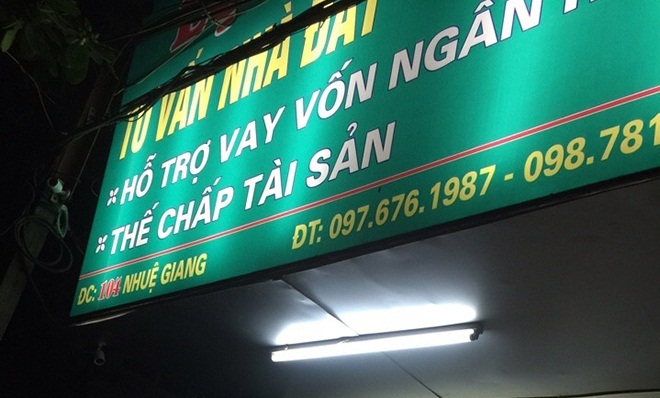 TƯ VẤN NHÀ ĐẤT
* HỖ TRỢ VAY VỐN NGÂN
* THẾ CHẤP TÀI SẢN
ĐT: 097.676.1987 - 098.781
ĐC: 104 NHUỆ GIANG